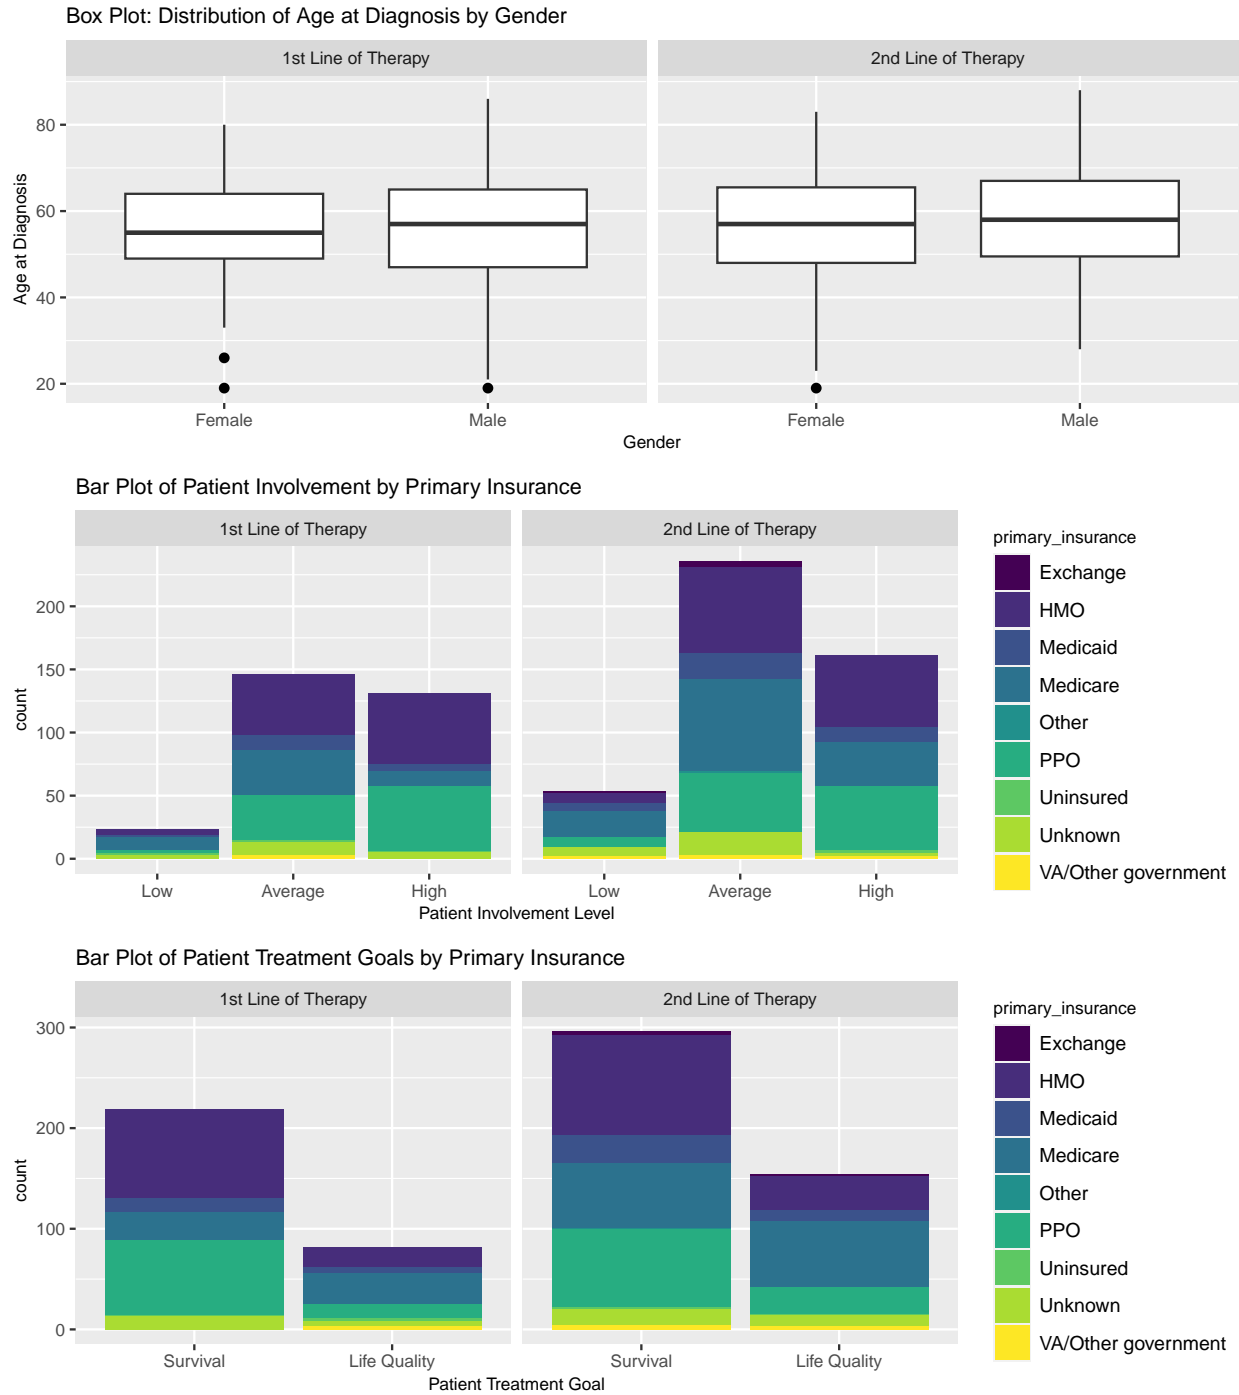 Box Plot: Distribution of Age at Diagnosis by Gender
1st Line of Therapy
2nd Line of Therapy
Age at Diagnosis
80
60
40
20
Female
Male
Female
Male
Gender
Bar Plot of Patient Involvement by Primary Insurance
1st Line of Therapy
2nd Line of Therapy
count
200
150
100
50
0
Low
Average
High
Low
Average
High
Patient Involvement Level
primary_insurance
Exchange
HMO
Medicaid
Medicare
Other
PPO
Uninsured
Unknown
VA/Other government
Bar Plot of Patient Treatment Goals by Primary Insurance
1st Line of Therapy
2nd Line of Therapy
count
300
200
100
0
Survival
Life Quality
Survival
Life Quality
Patient Treatment Goal
primary_insurance
Exchange
HMO
Medicaid
Medicare
Other
PPO
Uninsured
Unknown
VA/Other government